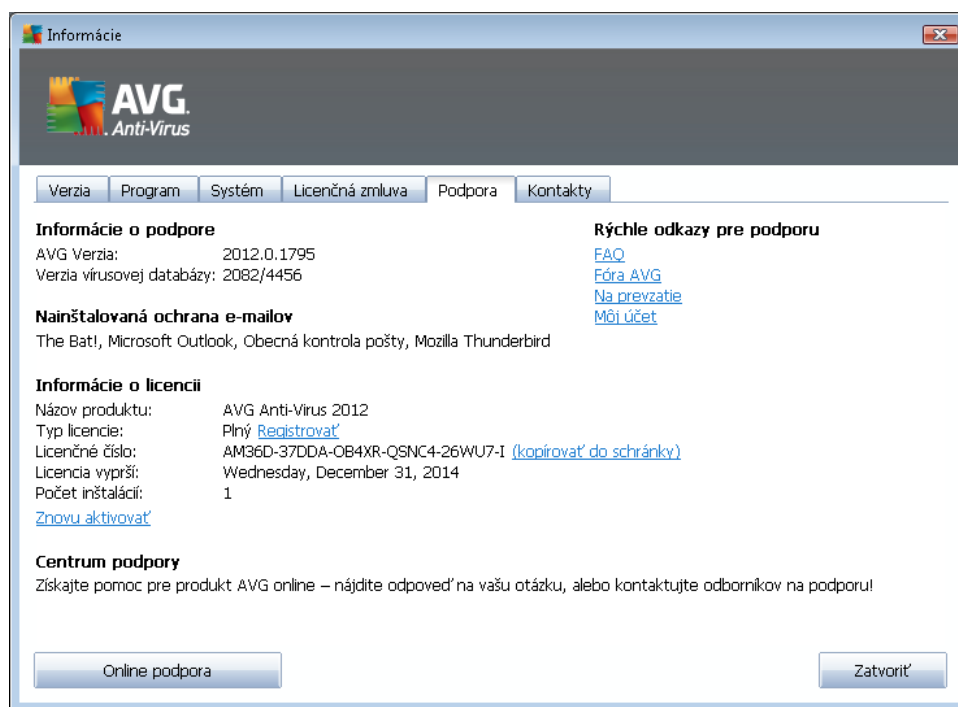 Informácie
AVG.
Anti-Virus
Verzia Program Systém Licenčná zmluva Podpora Kontakty
Informácie o podpore
AVG Verzia: 2012.0.1795
Verzia vírusovej databázy: 2082/4456
Rýchle odkazy pre podporu
FAQ
Fóra AVG
Na prevzatie
Môj účet
Nainštalovaná ochrana e-mailov
The Bat!, Microsoft Outlook, Obecná kontrola pošty, Mozilla Thunderbird
Informácie o licencii
Názov produktu: AVG Anti-Virus 2012
Typ licencie: Plný Registrovať
Licenčné číslo: AM36D-37DDA-OB4XR-QSNC4-26WU7-I (kopírovať do schránky)
Licencia vyprší: Wednesday, December 31, 2014
Počet inštalácií: 1
Znovu aktivovať
Centrum podpory
Získajte pomoc pre produkt AVG online – nájdite odpoveď na vašu otázku, alebo kontaktujte odborníkov na podporu!
Online podpora Zatvoriť